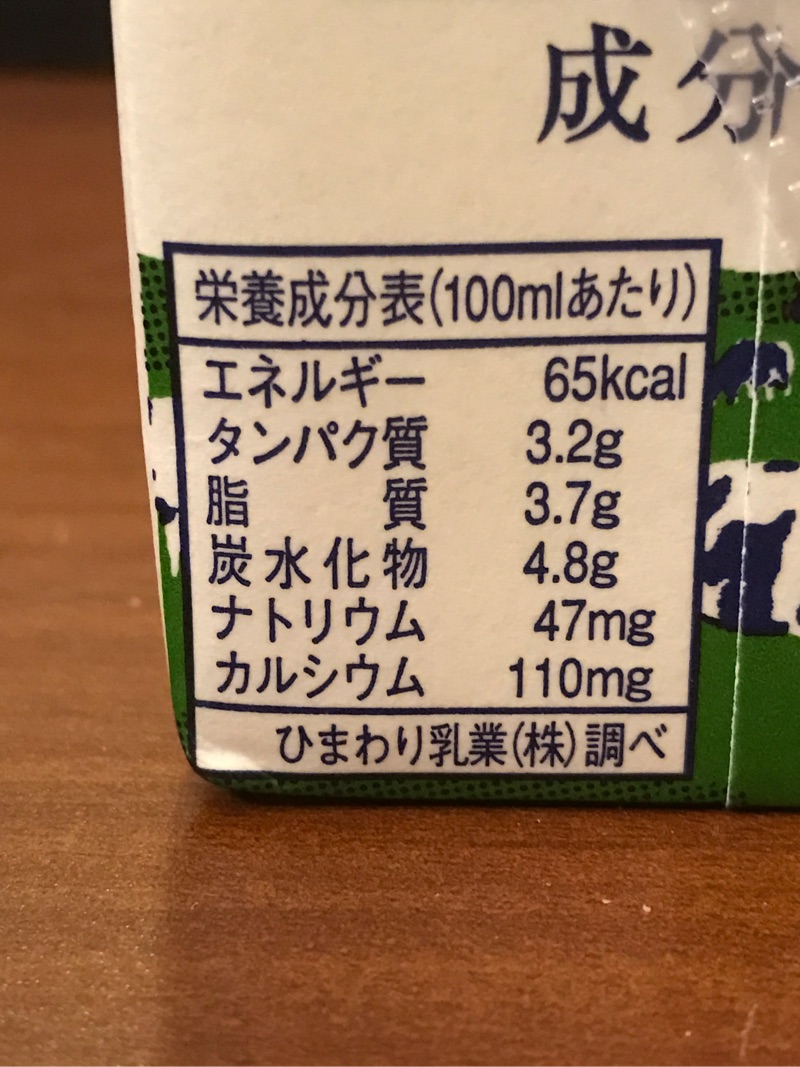 成分
栄養成分表(100mlあたり)
エネルギー 65kcal
タンパク質 3.2g
脂質 3.7g
炭水化物 4.8g
ナトリウム 47mg
カルシウム 110mg
ひまわり乳業(株)調べ